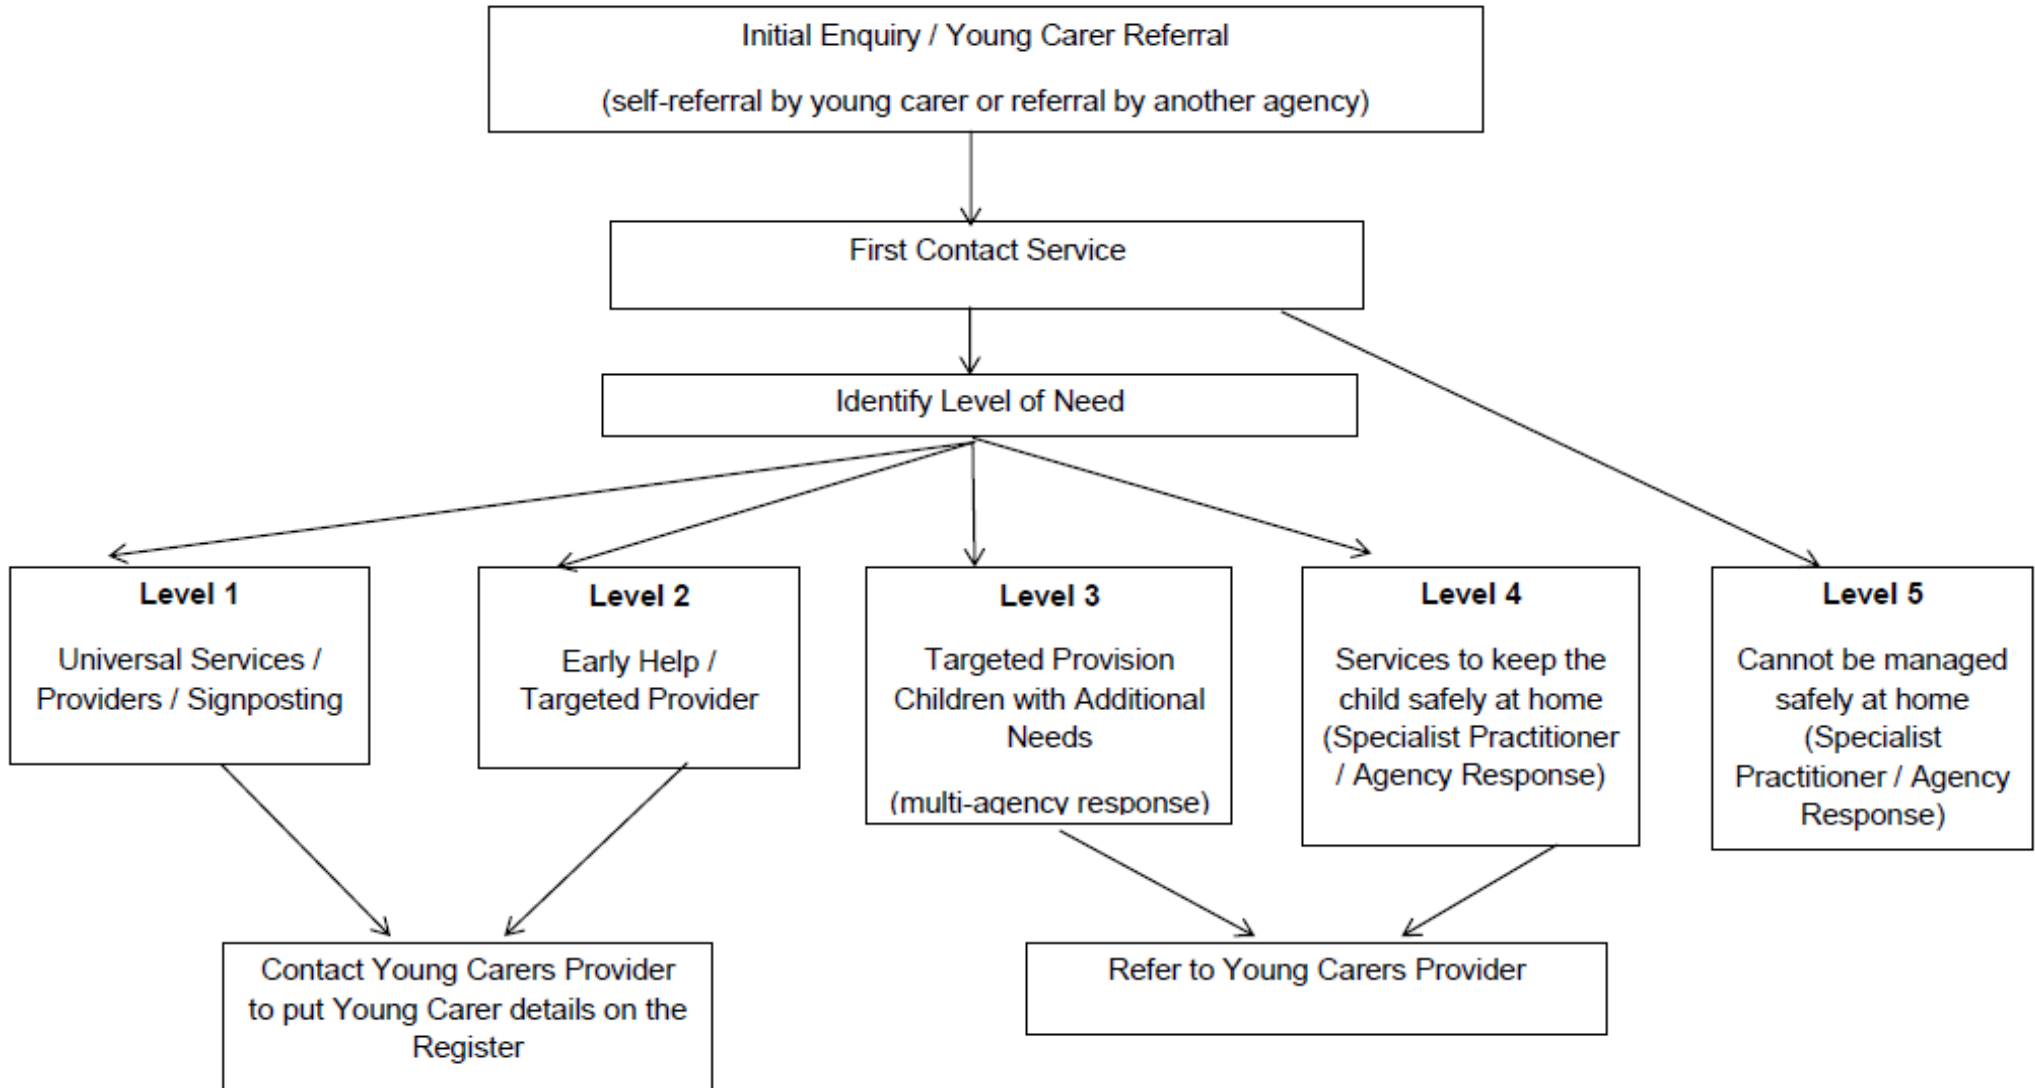 Initial Enquiry / Young Carer Referral
(self-referral by young carer or referral by another agency)
First Contact Service
Identify Level of Need
Level 1
Universal Services /
Providers / Signposting
Level 2
Early Help /
Targeted Provider
Level 3
Targeted Provision
Children with Additional
Needs
(multi-agency response)
Level 4
Services to keep the
child safely at home
(Specialist Practitioner
/ Agency Response)
Level 5
Cannot be managed
safely at home
(Specialist
Practitioner / Agency
Response)
Contact Young Carers Provider
to put Young Carer details on the
Register
Refer to Young Carers Provider